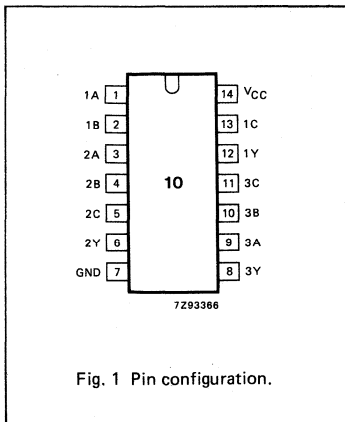 1A 1 14 VCC
1B 2 13 1C
2A 3 12 1Y
2B 4 10 11 3C
2C 5 10 3B
2Y 6 9 3A
GND 7 8 3Y
7Z93366
Fig. 1 Pin configuration.